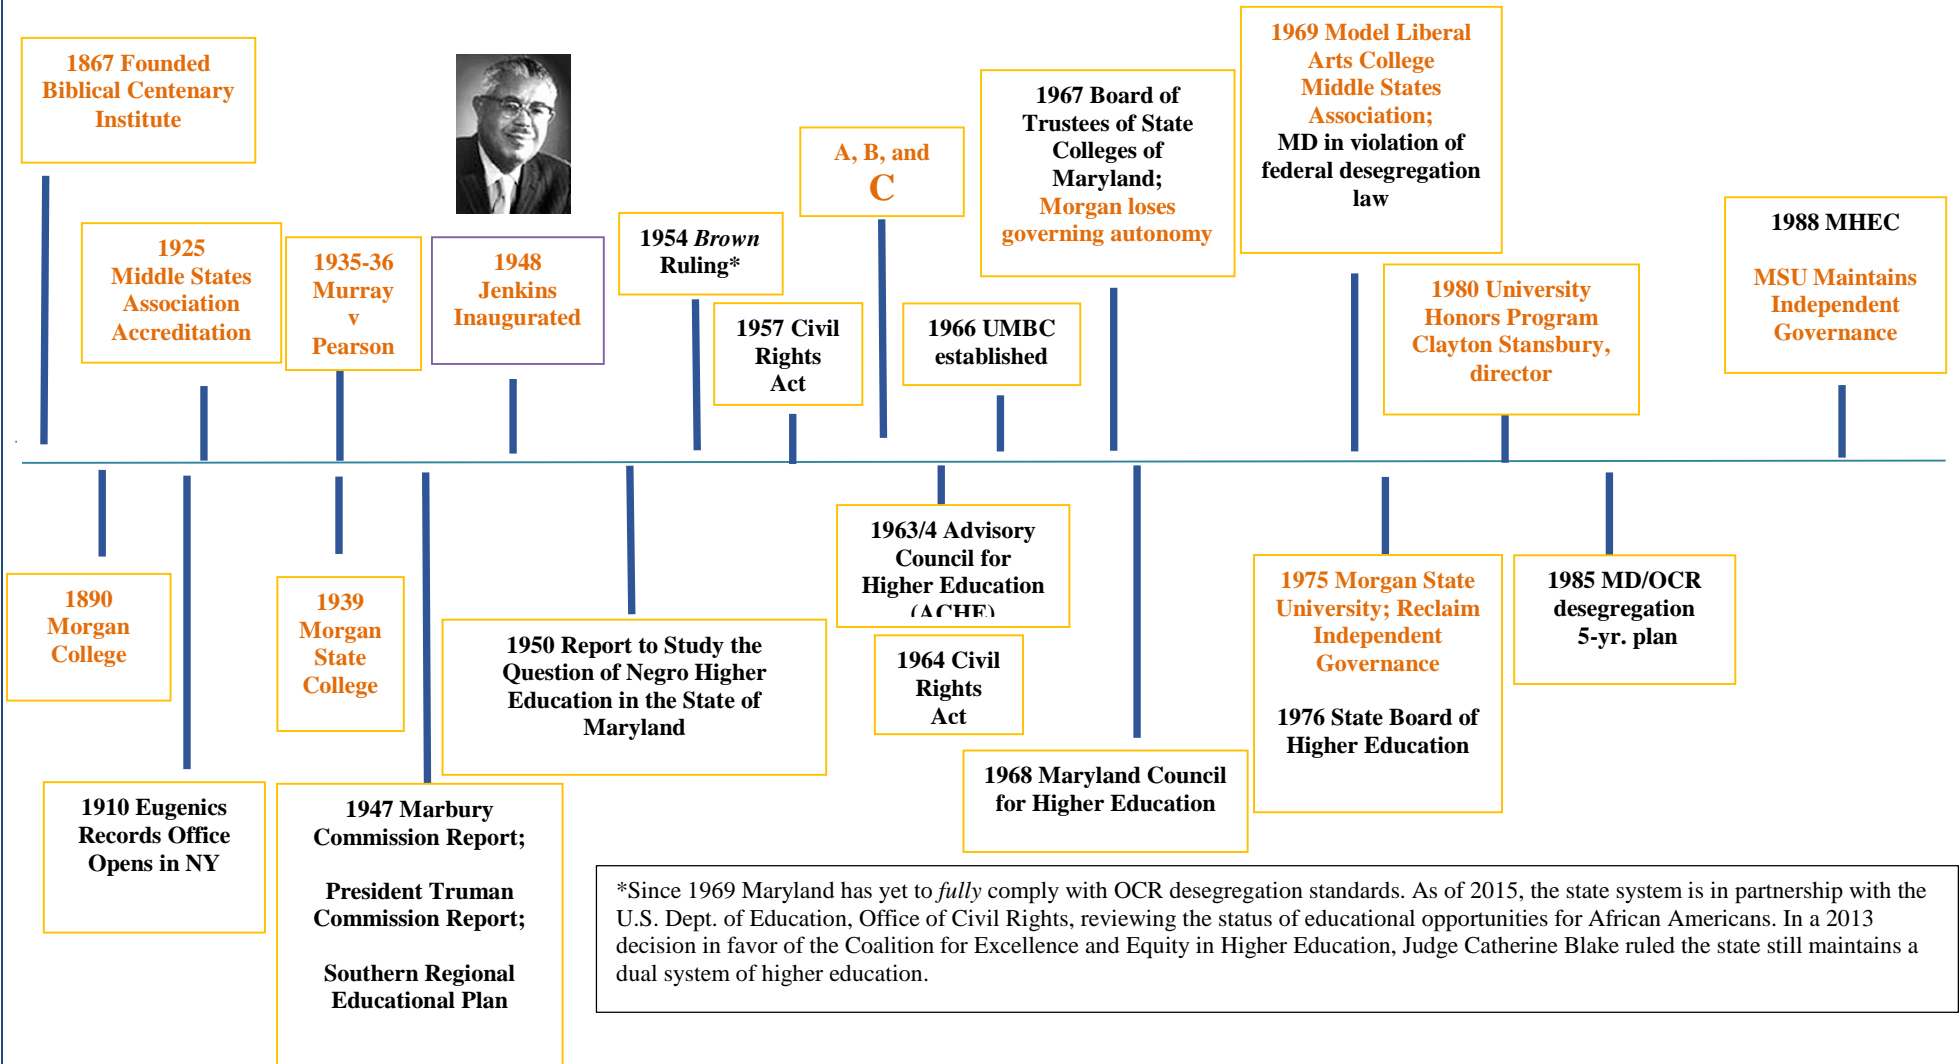 1867 Founded
Biblical Centenary
Institute
1925
Middle States
Association
Accreditation
1935-36
Murray
v
Pearson
1948
Jenkins
Inaugurated
1954 Brown
Ruling*
1957 Civil
Rights
Act
A, B, and
C
1966 UMBC
established
1967 Board of
Trustees of State
Colleges of
Maryland;
Morgan loses
governing autonomy
1969 Model Liberal
Arts College
Middle States
Association;
MD in violation of
federal desegregation
law
1980 University
Honors Program
Clayton Stansbury,
director
1988 MHEC
MSU Maintains
Independent
Governance
1890
Morgan
College
1910 Eugenics
Records Office
Opens in NY
1939
Morgan
State
College
1947 Marbury
Commission Report;
President Truman
Commission Report;
Southern Regional
Educational Plan
1950 Report to Study the
Question of Negro Higher
Education in the State of
Maryland
1963/4 Advisory
Council for
Higher Education
(ACHE)
1964 Civil
Rights
Act
1968 Maryland Council
for Higher Education
1975 Morgan State
University; Reclaim
Independent
Governance
1976 State Board of
Higher Education
1985 MD/OCR
desegregation
5-yr. plan
*Since 1969 Maryland has yet to fully comply with OCR desegregation standards. As of 2015, the state system is in partnership with the
U.S. Dept. of Education, Office of Civil Rights, reviewing the status of educational opportunities for African Americans. In a 2013
decision in favor of the Coalition for Excellence and Equity in Higher Education, Judge Catherine Blake ruled the state still maintains a
dual system of higher education.